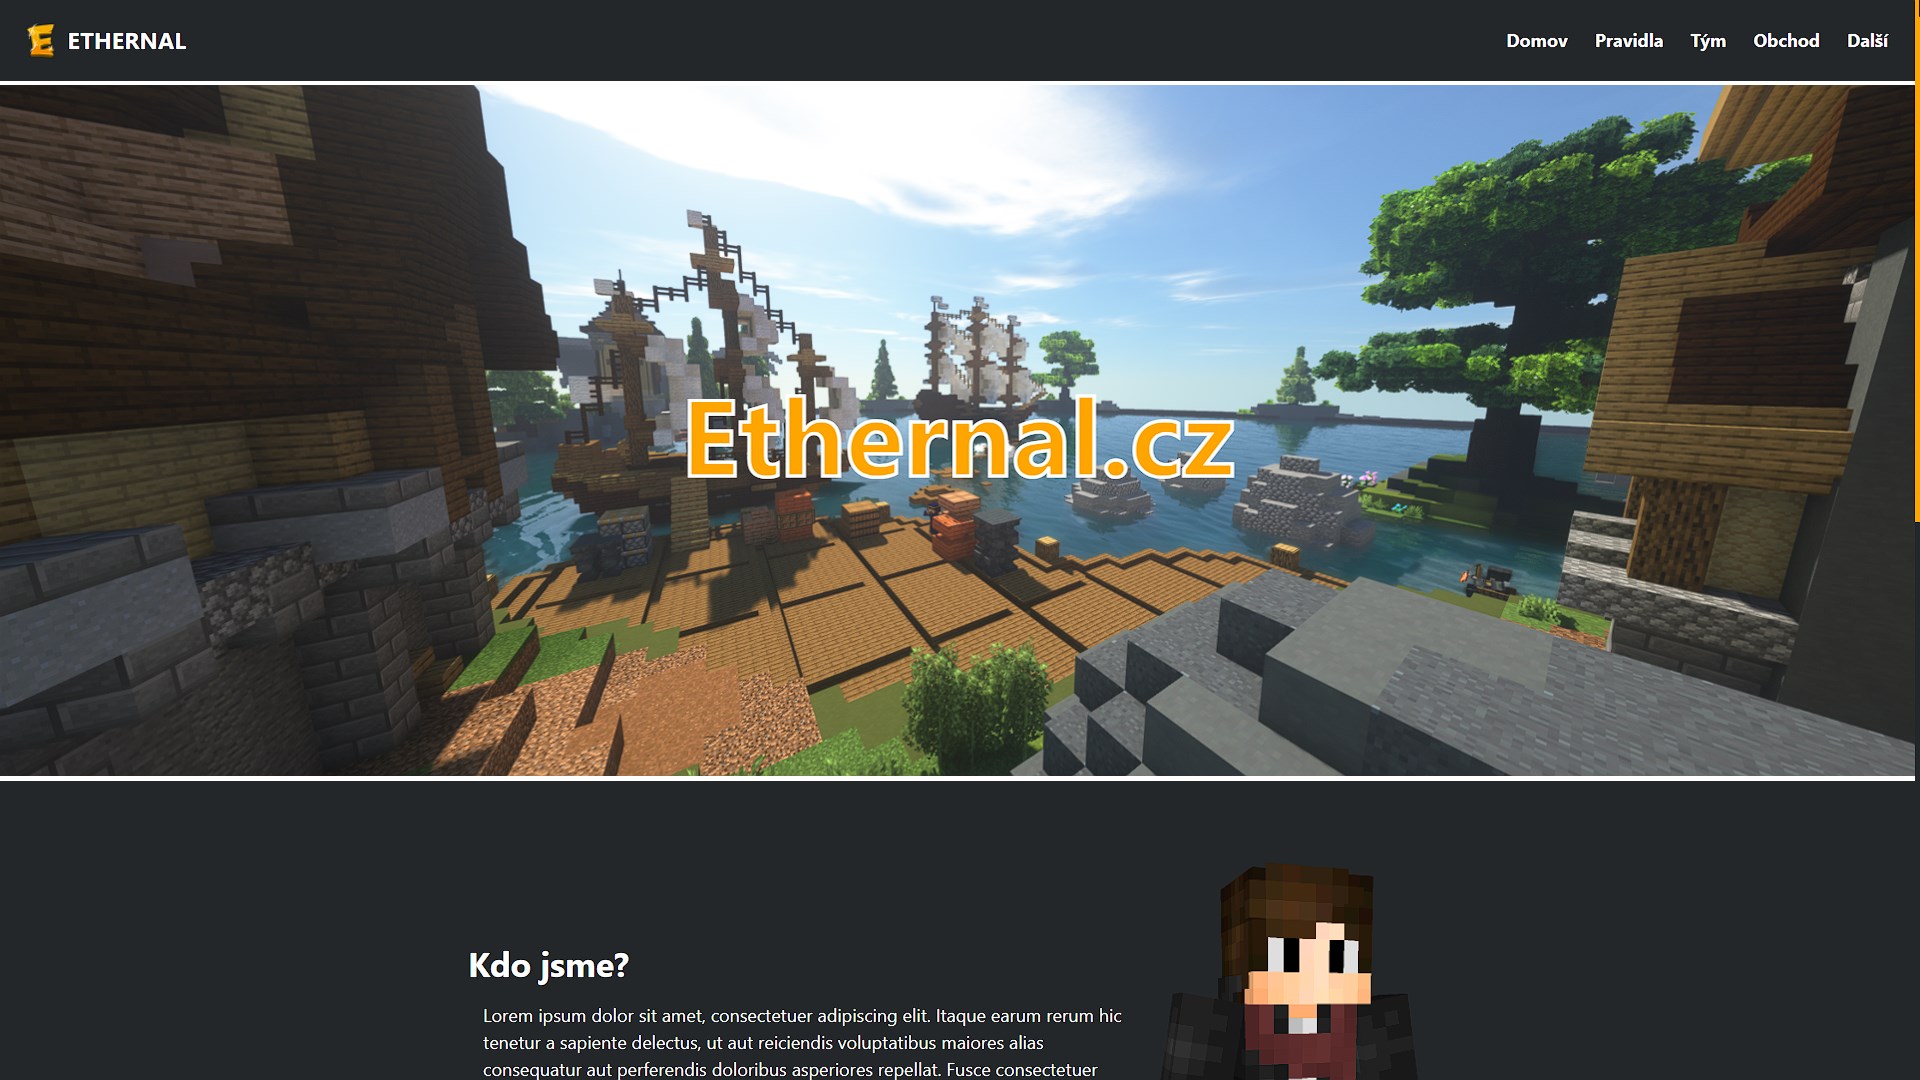 ETHERNAL
Domov Pravidla Tým Obchod Další
Ethernal.cz
Kdo jsme?
Lorem ipsum dolor sit amet, consectetuer adipiscing elit. Itaque earum rerum hic
tenetur a sapiente delectus, ut aut reiciendis voluptatibus maiores alias
consequatur aut perferendis doloribus asperiores repellat. Fusce consectetuer